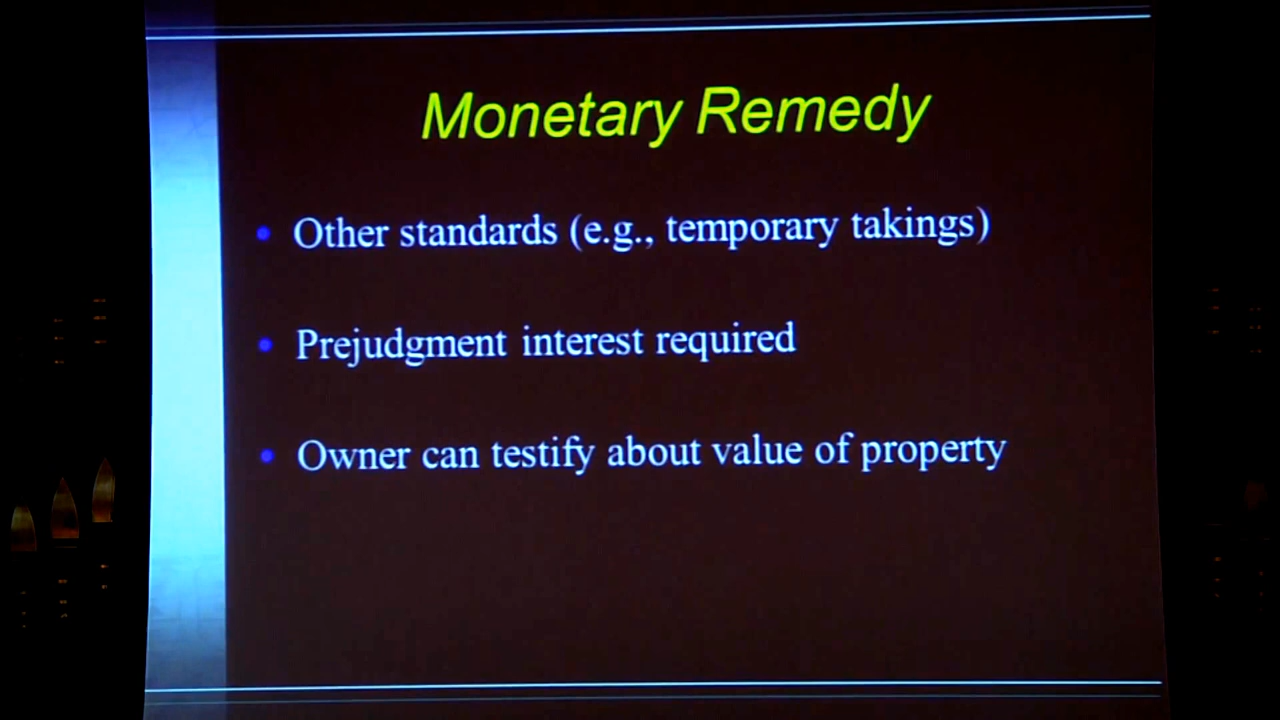 Monetary Remedy
Other standards (e.g., temporary takings)
Prejudgment interest required
Owner can testify about value of property